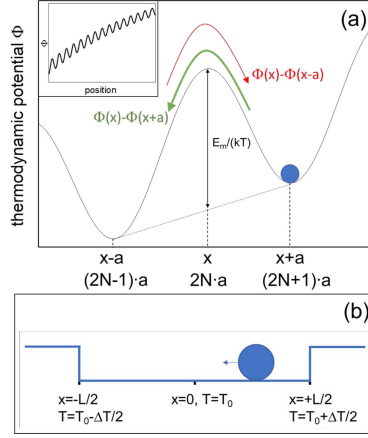 (a)
Φ
position
thermodynamic potential Φ
Φ(x)-Φ(x-a)
Φ(x)-Φ(x+a)
E_m/(kT)
x-a x x+a
(2N-1)·a 2N·a (2N+1)·a
(b)
x=-L/2 x=0, T=T₀ x=+L/2
T=T₀-ΔT/2 T=T₀+ΔT/2